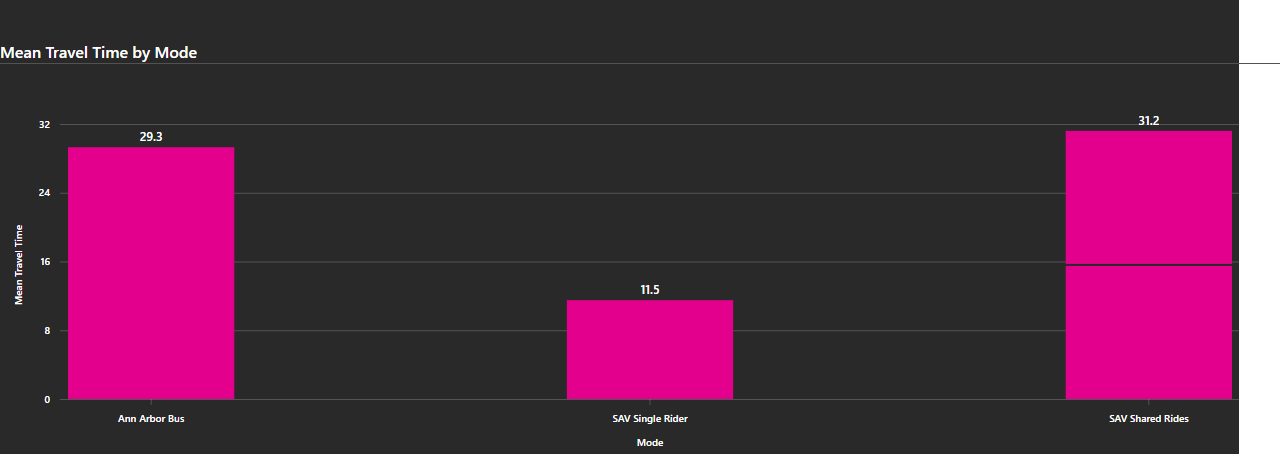 Mean Travel Time by Mode
32
24
16
8
0
Mean Travel Time
29.3
11.5
31.2
Ann Arbor Bus
SAV Single Rider
SAV Shared Rides
Mode